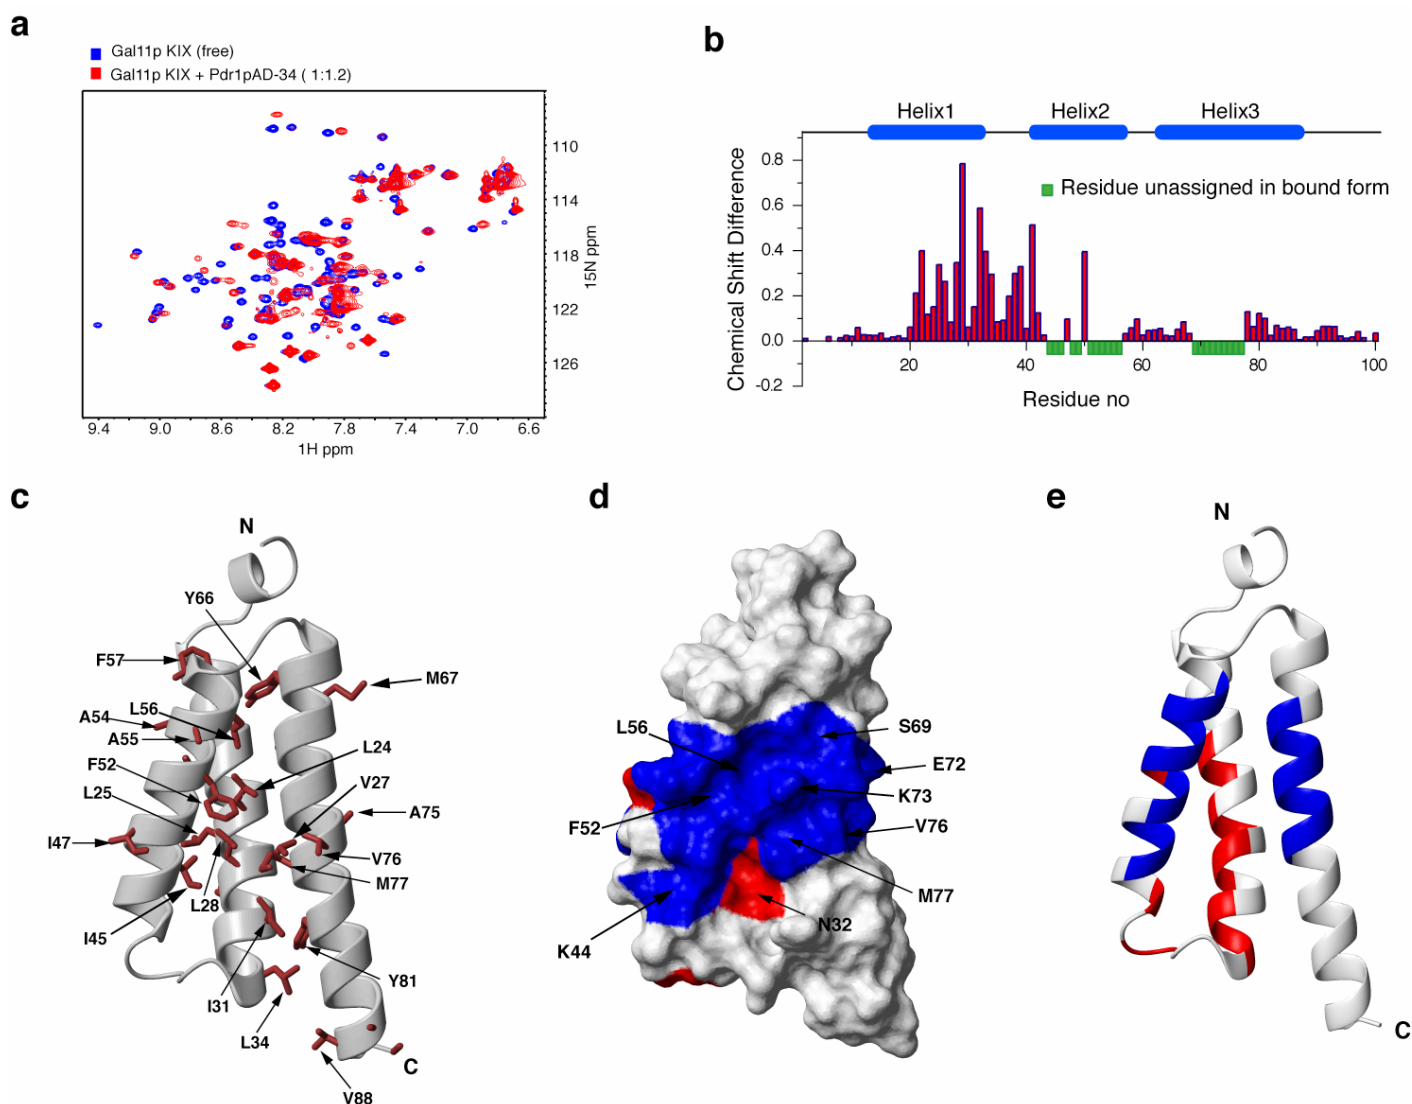 a
Gal11p KIX (free)
Gal11p KIX + Pdr1pAD-34 ( 1:1.2)
110
114
118
122
126
15N ppm
9.4 9.0 8.6 8.2 7.8 7.4 7.0 6.6
1H ppm
b
Helix1 Helix2 Helix3
Residue unassigned in bound form
Chemical Shift Difference
0.8
0.6
0.4
0.2
0.0
-0.2
20 40 60 80 100
Residue no
c
N
Y66
F57
M67
A54
L56
A55
L24
F52
V27
L25
A75
I47
V76
M77
L28
I45
Y81
I31
L34
C
V88
d
L56
S69
E72
K73
F52
V76
M77
N32
K44
e
N
C